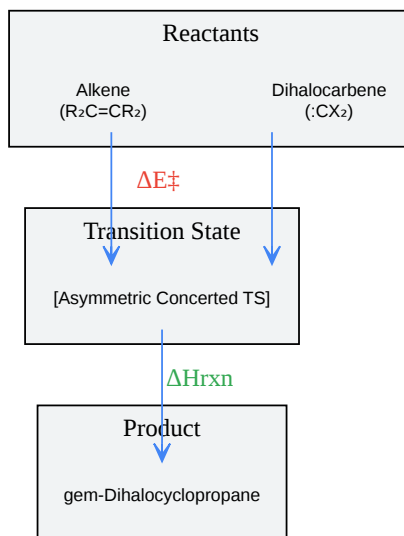 Reactants
Alkene
(R₂C=CR₂)
Dihalocarbene
(:CX₂)
ΔE‡
Transition State
[Asymmetric Concerted TS]
ΔHrxn
Product
gem-Dihalocyclopropane